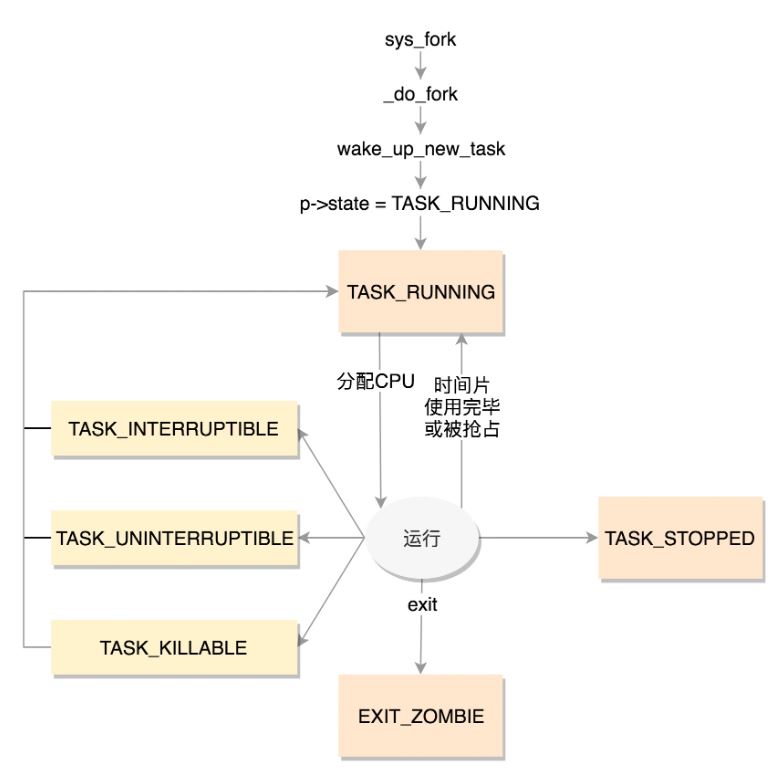 sys_fork
_do_fork
wake_up_new_task
p->state = TASK_RUNNING
TASK_RUNNING
分配CPU
时间片
使用完毕
或被抢占
TASK_INTERRUPTIBLE
TASK_UNINTERRUPTIBLE
运行
TASK_STOPPED
exit
TASK_KILLABLE
EXIT_ZOMBIE